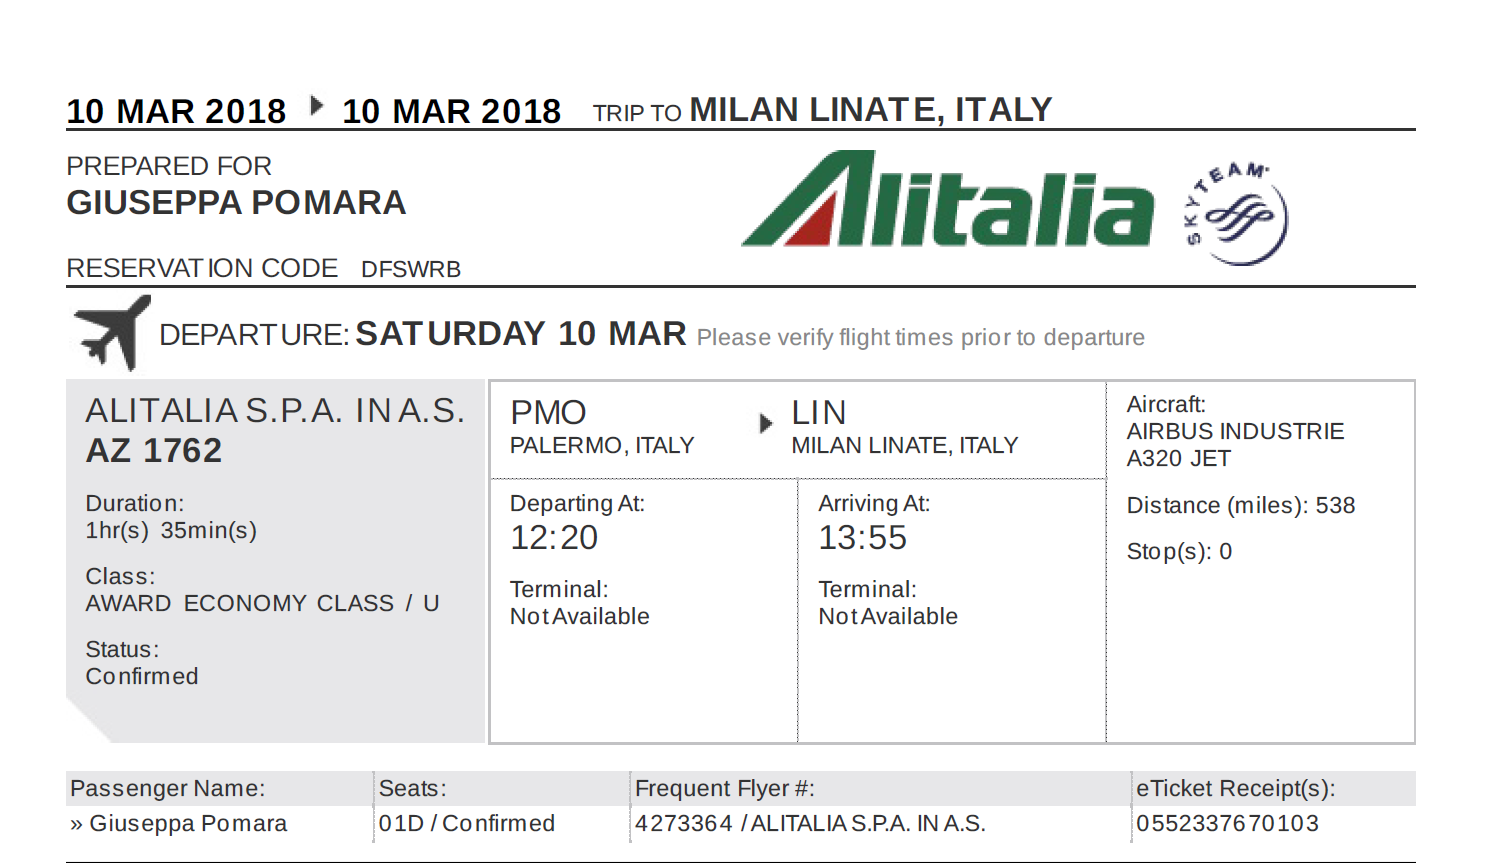 10 MAR 2018 10 MAR 2018 TRIP TO MILAN LINATE, ITALY
PREPARED FOR
GIUSEPPA POMARA
Alitalia
SKYTEAM
RESERVATION CODE DFSWRB
DEPARTURE: SATURDAY 10 MAR Please verify flight times prior to departure
ALITALIA S.P.A. IN A.S.
AZ 1762
Duration:
1hr(s) 35min(s)
Class:
AWARD ECONOMY CLASS / U
Status:
Confirmed
PMO
PALERMO, ITALY
LIN
MILAN LINATE, ITALY
Departing At:
12:20
Terminal:
Not Available
Arriving At:
13:55
Terminal:
Not Available
Aircraft:
AIRBUS INDUSTRIE
A320 JET
Distance (miles): 538
Stop(s): 0
Passenger Name: Seats: Frequent Flyer #: eTicket Receipt(s):
» Giuseppa Pomara 01D / Confirmed 4273364 / ALITALIA S.P.A. IN A.S. 0552337670103